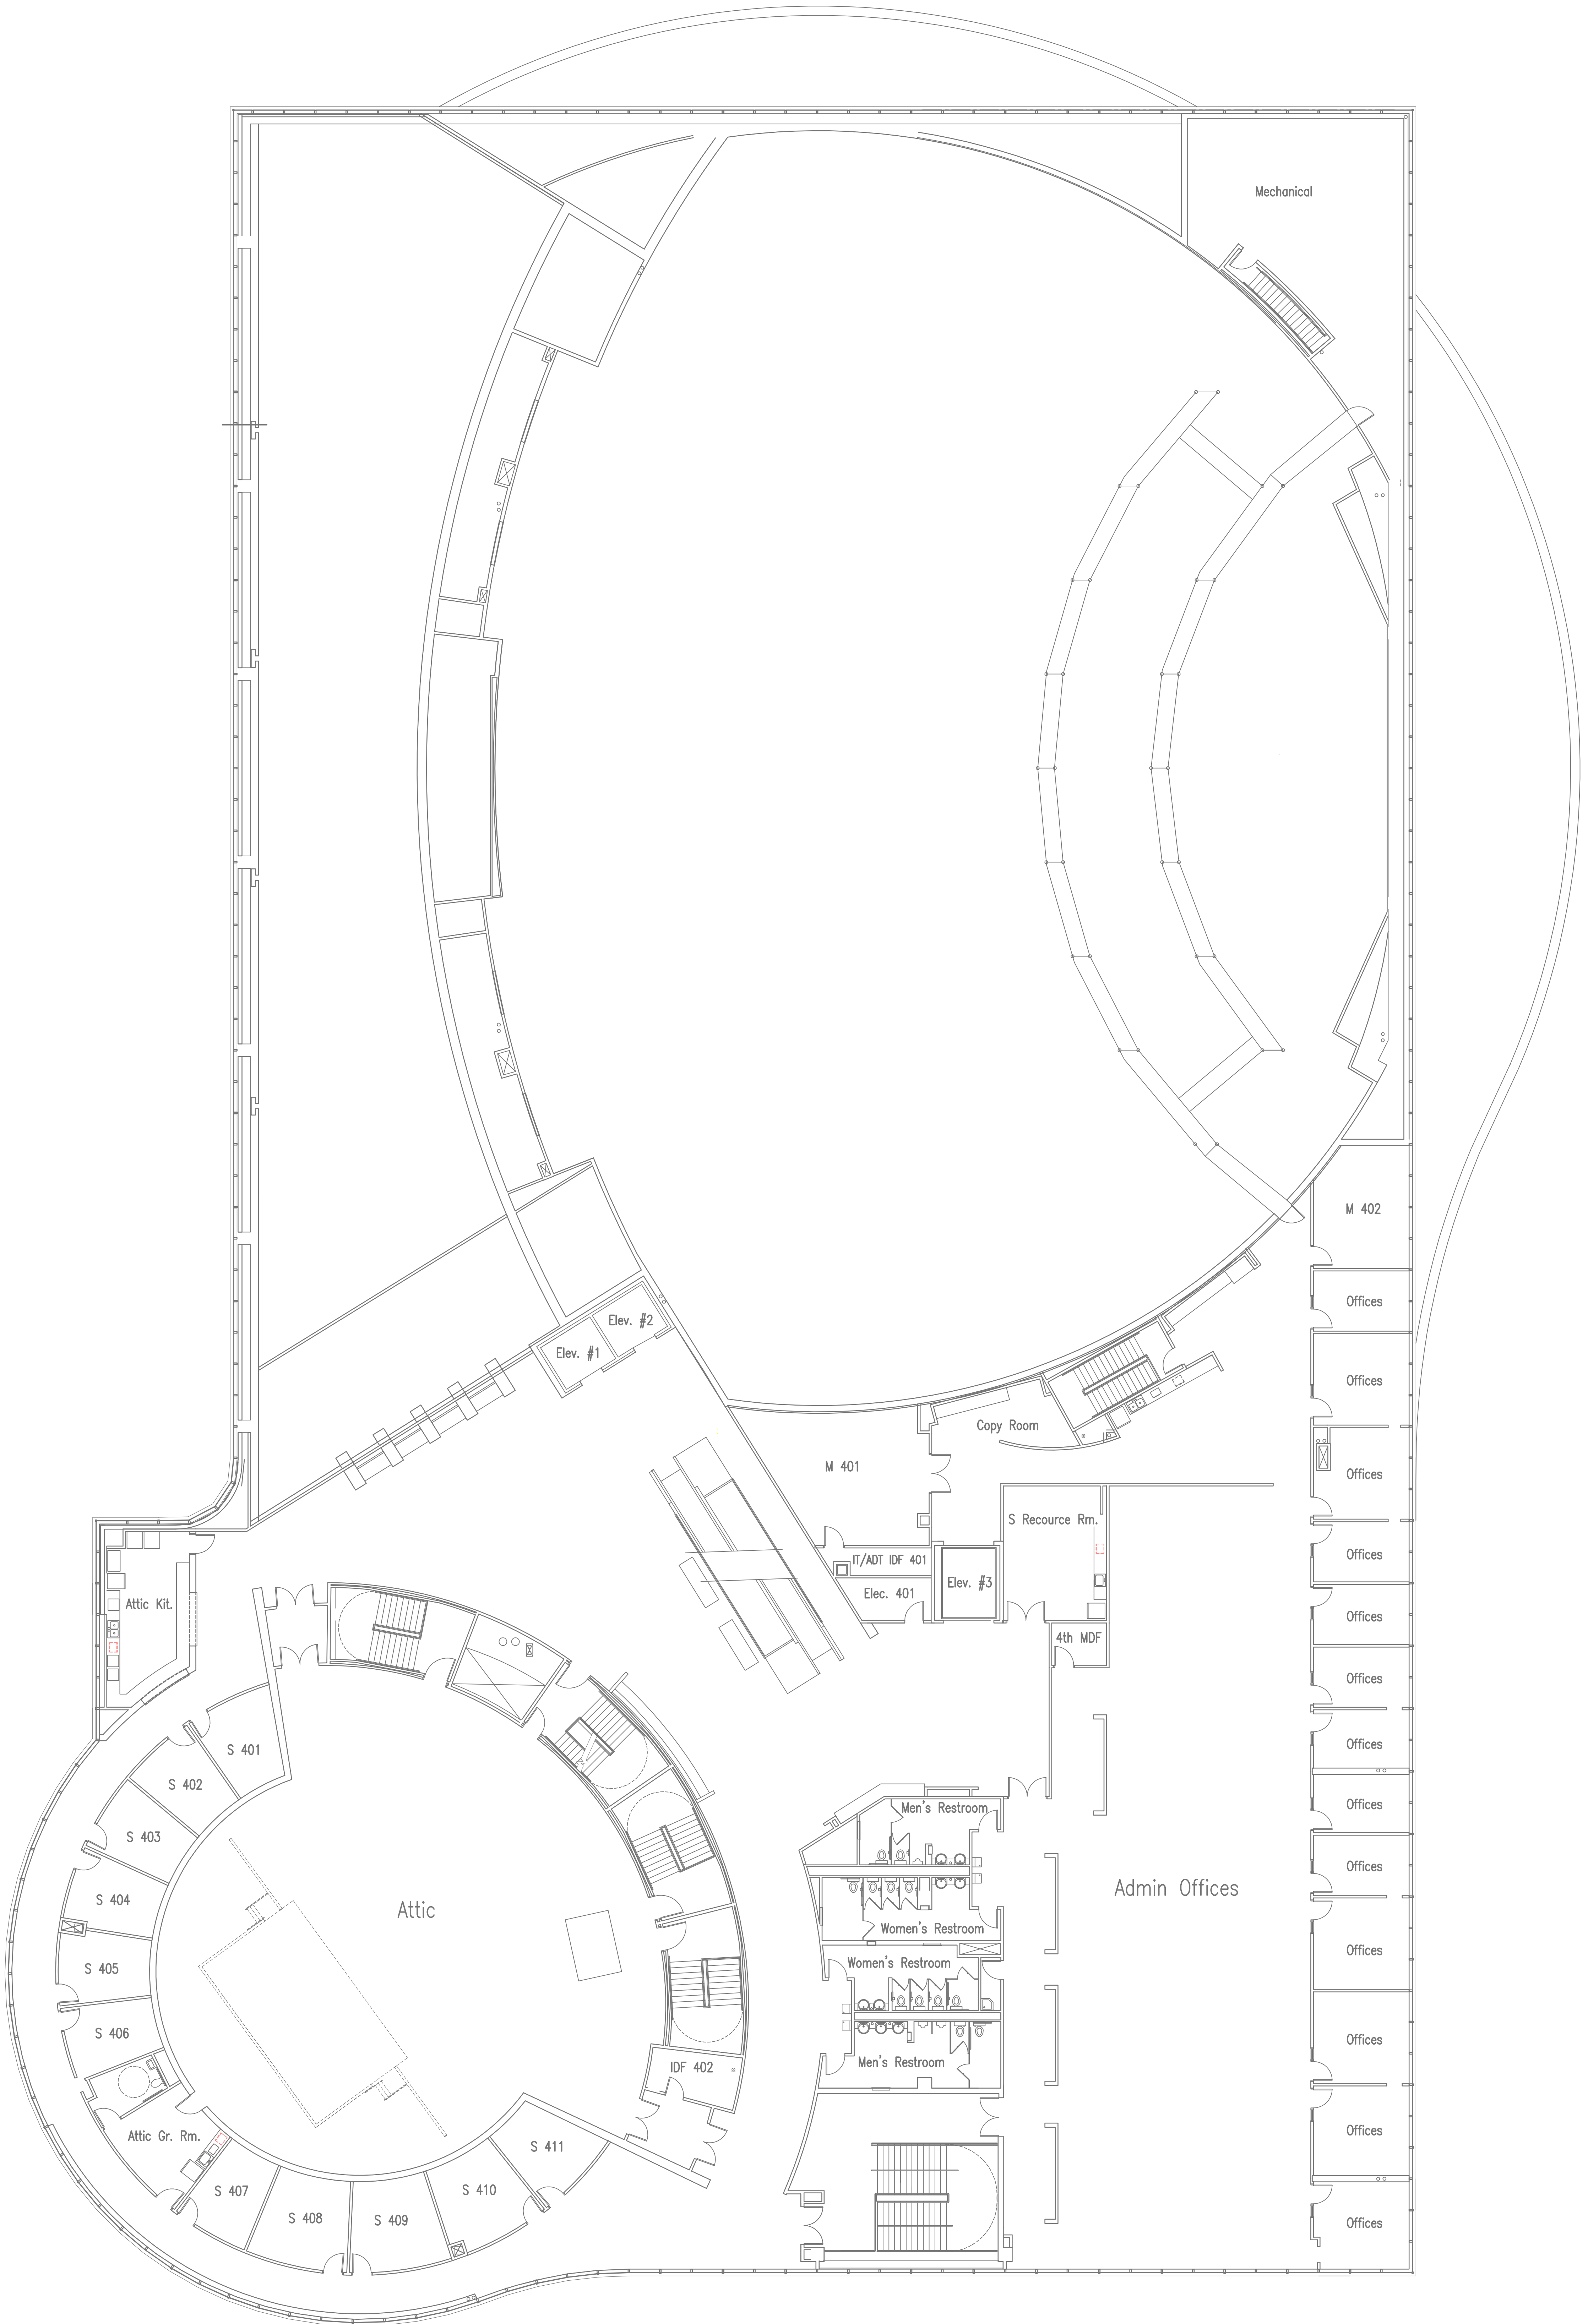 Mechanical
M 402
Offices
Elev. #2
Elev. #1
Offices
Copy Room
M 401
Offices
S Recource Rm.
IT/ADT IDF 401
Offices
Elev. #3
Elec. 401
Attic Kit.
Offices
4th MDF
Offices
Offices
S 401
S 402
Offices
Men's Restroom
S 403
Offices
Admin Offices
S 404
Attic
Women's Restroom
Offices
Women's Restroom
S 405
S 406
Offices
Men's Restroom
IDF 402
Offices
Attic Gr. Rm.
S 411
S 407
S 410
S 408
S 409
Offices